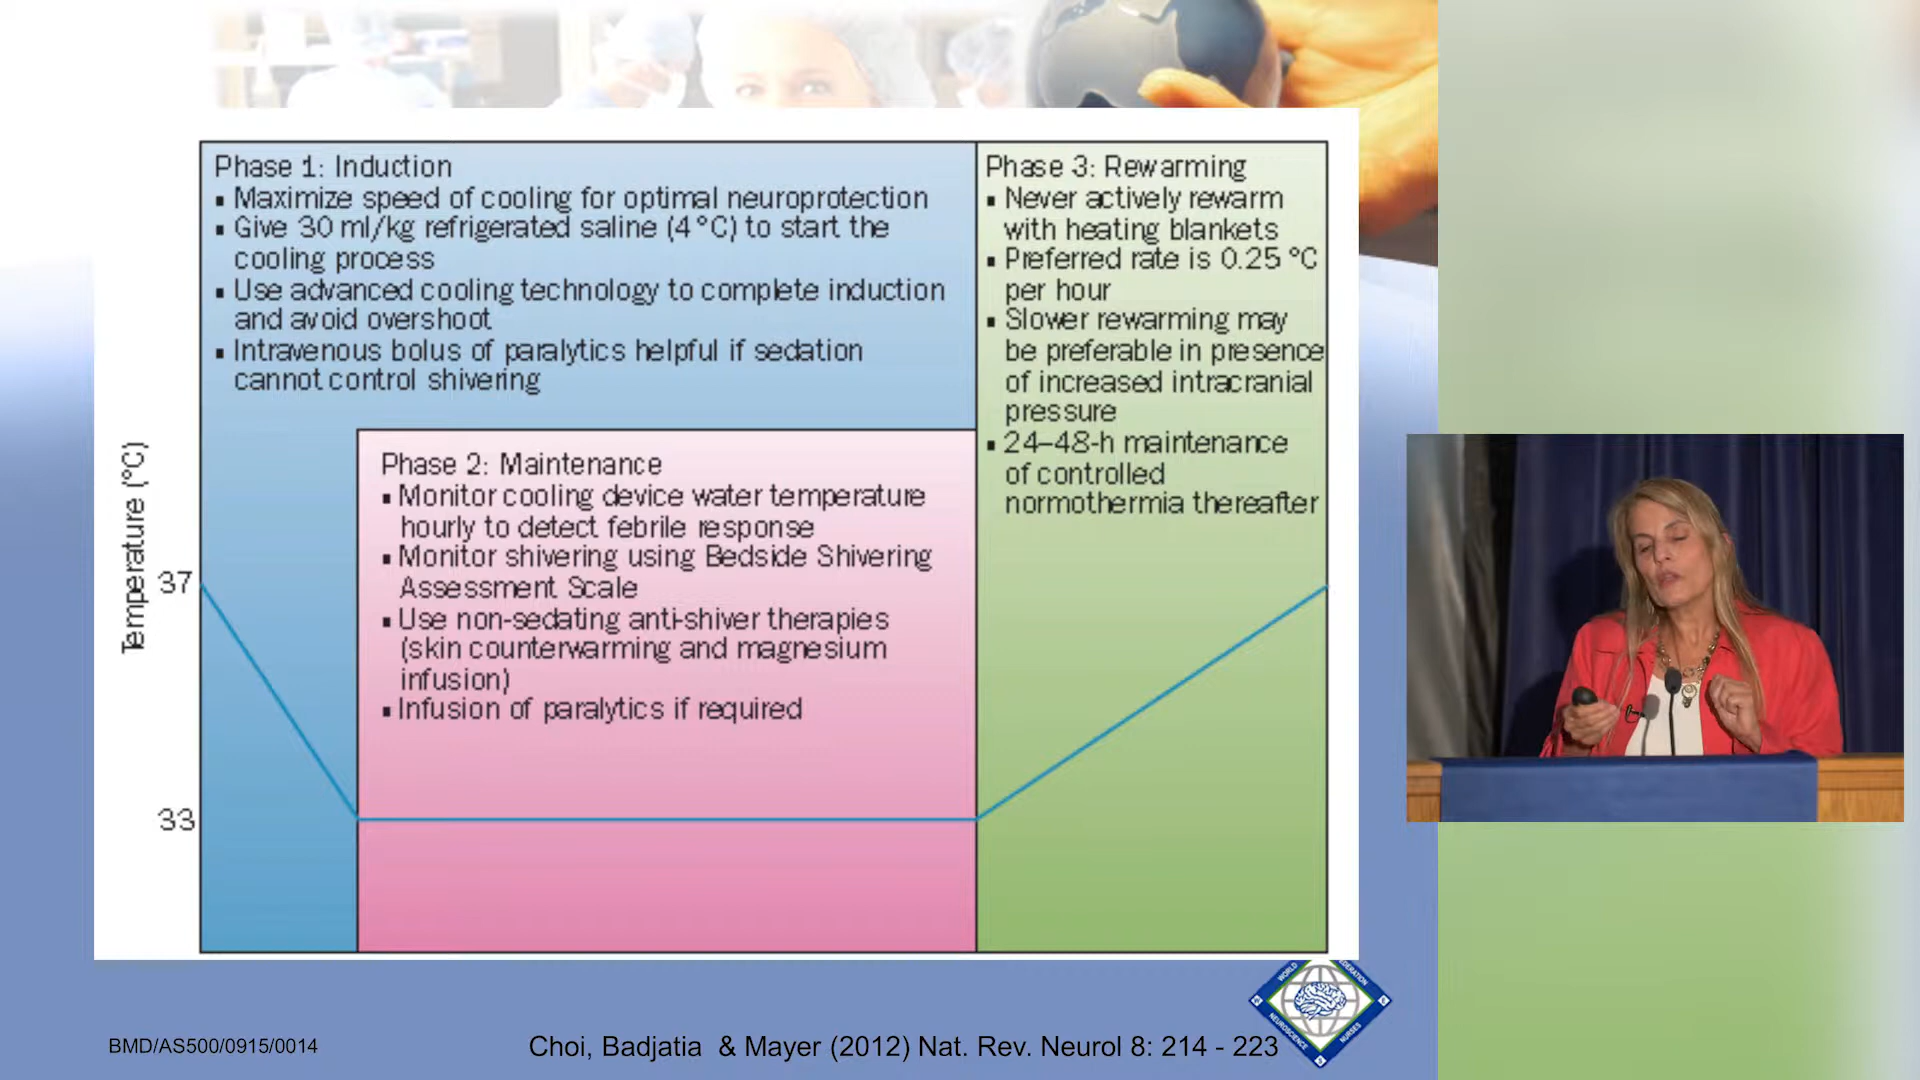 Phase 1: Induction
▪ Maximize speed of cooling for optimal neuroprotection
▪ Give 30 ml/kg refrigerated saline (4 °C) to start the
cooling process
▪ Use advanced cooling technology to complete induction
and avoid overshoot
▪ Intravenous bolus of paralytics helpful if sedation
cannot control shivering
Phase 2: Maintenance
▪ Monitor cooling device water temperature
hourly to detect febrile response
▪ Monitor shivering using Bedside Shivering
Assessment Scale
▪ Use non-sedating anti-shiver therapies
(skin counterwarming and magnesium
infusion)
▪ Infusion of paralytics if required
Phase 3: Rewarming
▪ Never actively rewarm
with heating blankets
▪ Preferred rate is 0.25 °C
per hour
▪ Slower rewarming may
be preferable in presence
of increased intracranial
pressure
▪ 24–48-h maintenance
of controlled
normothermia thereafter
Temperature (°C)
37
33
WORLD
NEUROSCIENCE
NURSES
W
E
S
BMD/AS500/0915/0014
Choi, Badjatia & Mayer (2012) Nat. Rev. Neurol 8: 214 - 223